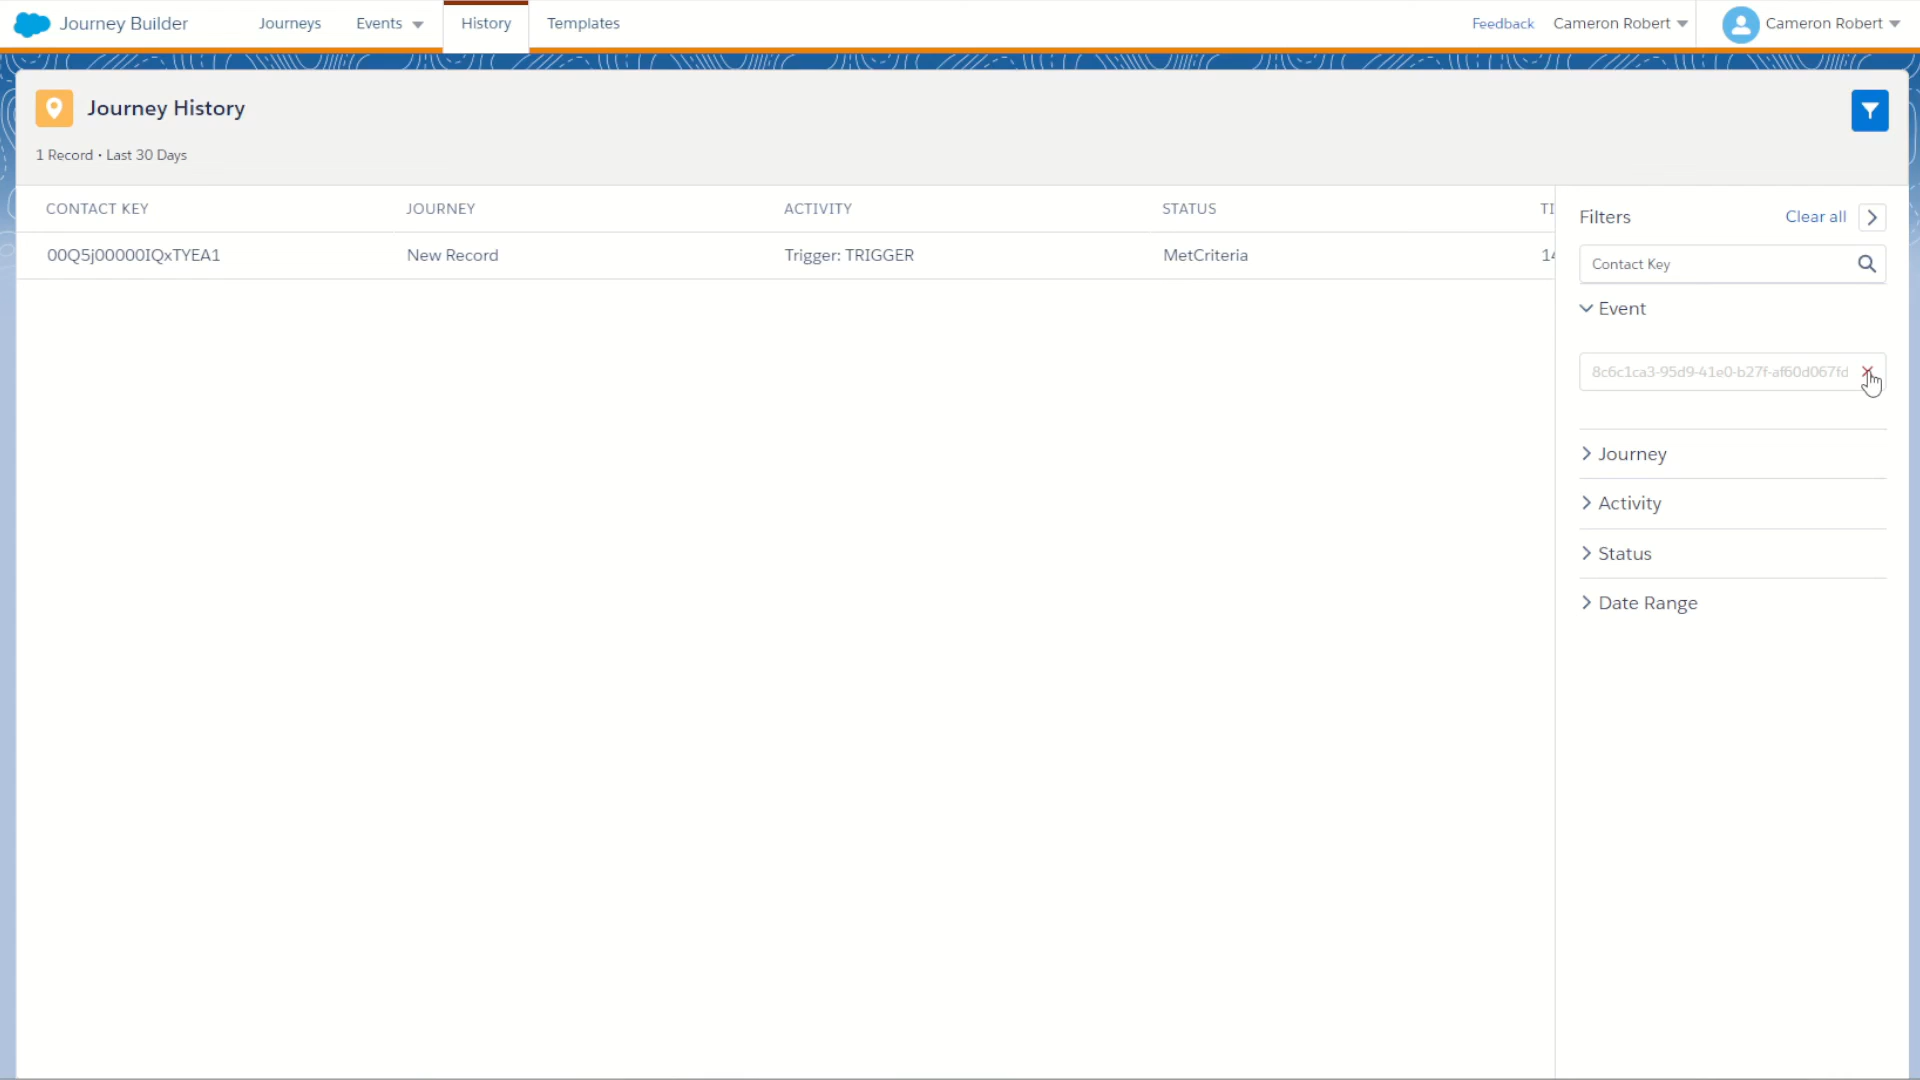 Journey Builder
Journeys
Events
History
Templates
Feedback
Cameron Robert
Cameron Robert
Journey History
1 Record • Last 30 Days
CONTACT KEY
JOURNEY
ACTIVITY
STATUS
TI
00Q5j00000IQxTYEA1
New Record
Trigger: TRIGGER
MetCriteria
14
Filters
Clear all
Contact Key
Event
8c6c1ca3-95d9-41e0-b27f-af60d067fd
Journey
Activity
Status
Date Range